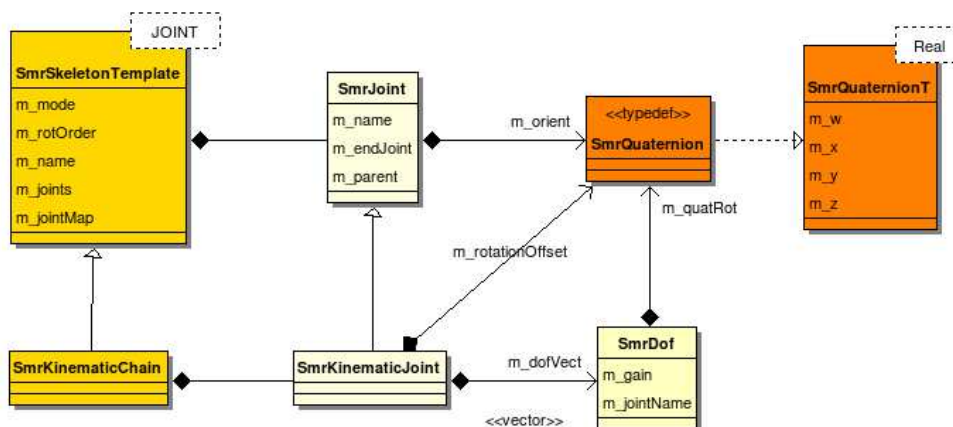 JOINT
SmrSkeletonTemplate
m_mode
m_rotOrder
m_name
m_joints
m_jointMap
SmrJoint
m_name
m_endJoint
m_parent
m_orient
<<typedef>>
SmrQuaternion
Real
SmrQuaternionT
m_w
m_x
m_y
m_z
m_quatRot
m_rotationOffset
SmrKinematicChain
SmrKinematicJoint
m_dofVect
<<vector>>
SmrDof
m_gain
m_jointName